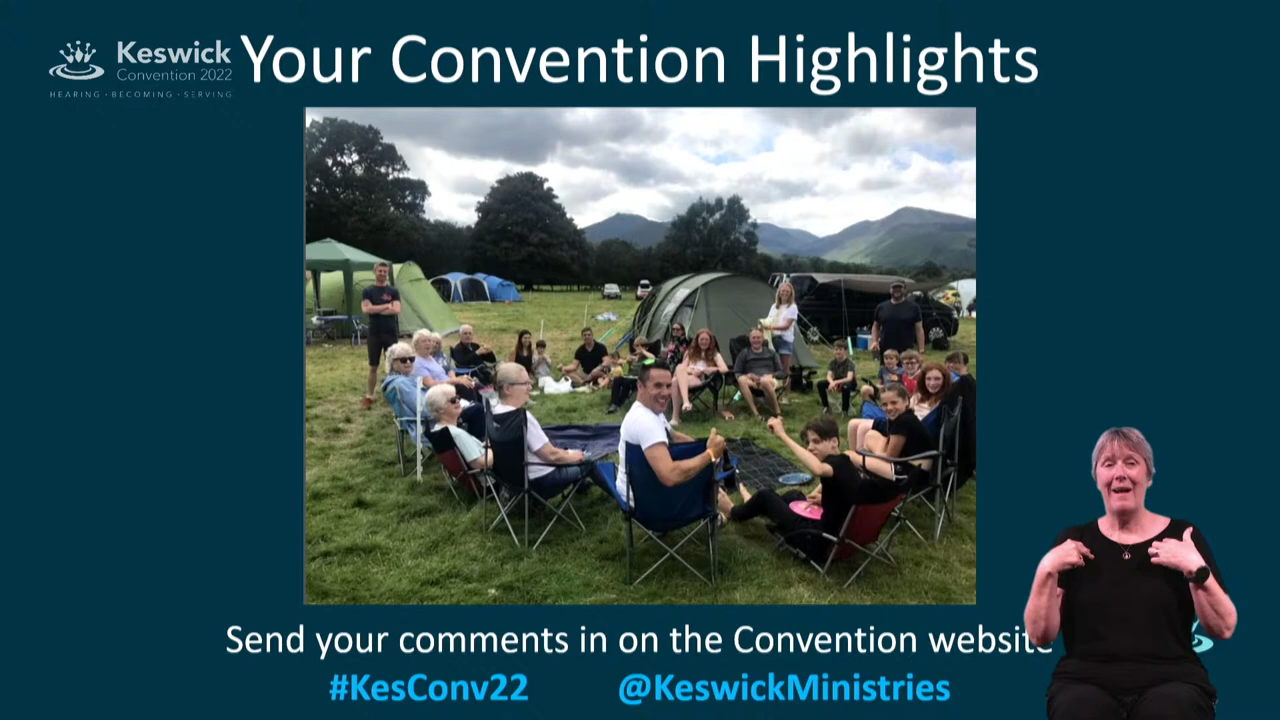 Keswick
Convention 2022
HEARING · BECOMING · SERVING
Your Convention Highlights
Send your comments in on the Convention website
#KesConv22 @KeswickMinistries